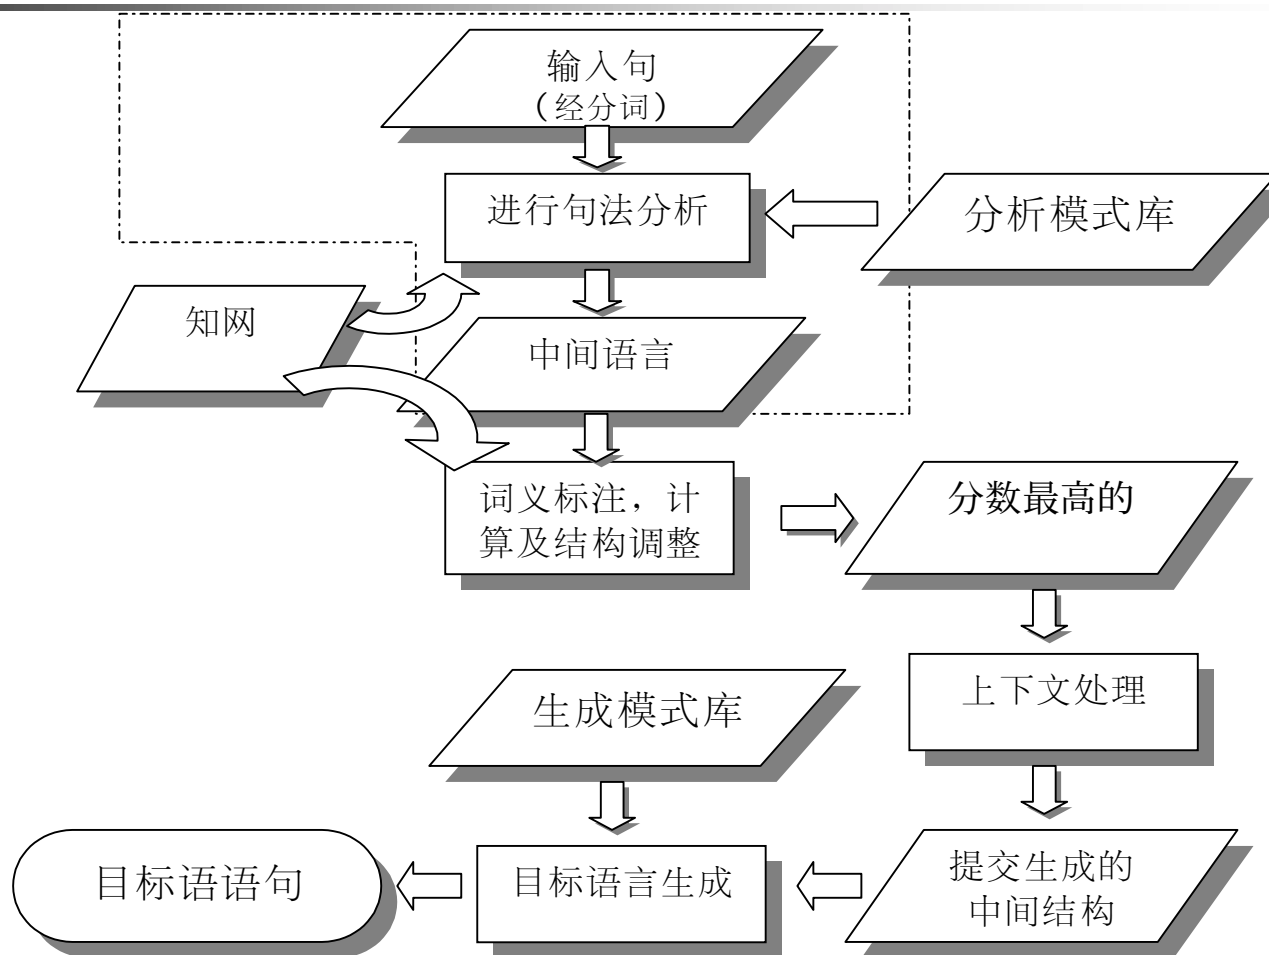 输入句
（经分词）
进行句法分析
分析模式库
知网
中间语言
词义标注，计
算及结构调整
分数最高的
上下文处理
生成模式库
提交生成的
中间结构
目标语言生成
目标语语句